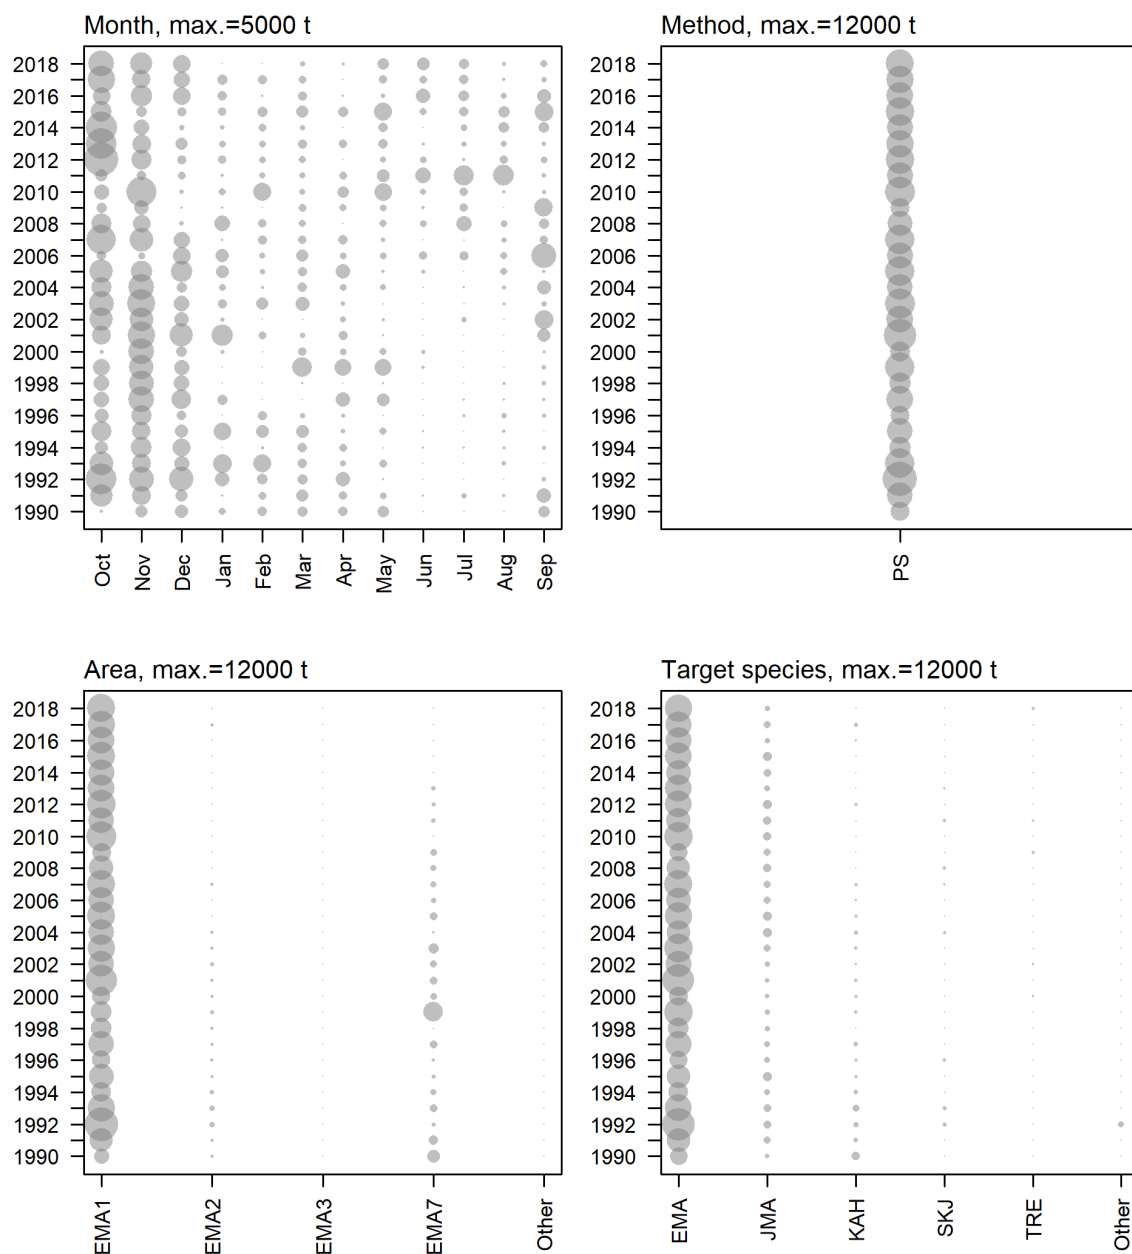 Month, max.=5000 t
2018
2016
2014
2012
2010
2008
2006
2004
2002
2000
1998
1996
1994
1992
1990
Oct
Nov
Dec
Jan
Feb
Mar
Apr
May
Jun
Jul
Aug
Sep
Method, max.=12000 t
2018
2016
2014
2012
2010
2008
2006
2004
2002
2000
1998
1996
1994
1992
1990
PS
Area, max.=12000 t
2018
2016
2014
2012
2010
2008
2006
2004
2002
2000
1998
1996
1994
1992
1990
EMA1
EMA2
EMA3
EMA7
Other
Target species, max.=12000 t
2018
2016
2014
2012
2010
2008
2006
2004
2002
2000
1998
1996
1994
1992
1990
EMA
JMA
KAH
SKJ
TRE
Other